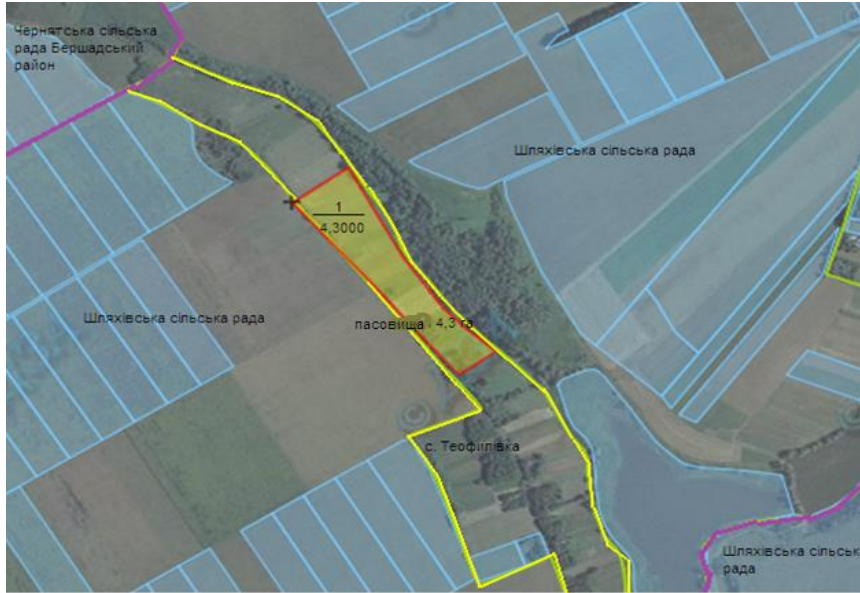 Чернятська сільська
рада Бершадський
район
Шляхівська сільська рада
1
4,3000
Шляхівська сільська рада
пасовища 4,3 га
с. Теофилівка
Шляхівська сільськ
рада